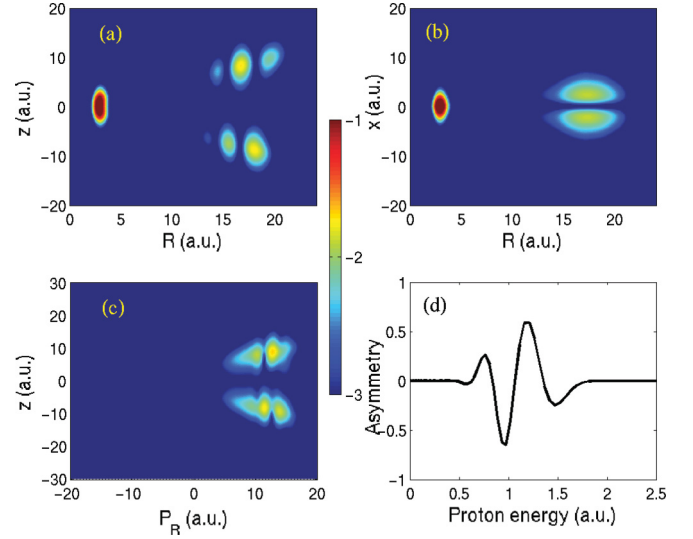 20
10
0
−10
−20
z (a.u.)
(a)
0 5 10 15 20
R (a.u.)
20
10
0
−10
−20
x (a.u.)
(b)
0 5 10 15 20
R (a.u.)
−1
−2
−3
30
20
10
0
−10
−20
−30
z (a.u.)
(c)
−20 −10 0 10 20
P_R (a.u.)
1
0.5
0
−0.5
−1
Asymmetry
(d)
0 0.5 1 1.5 2 2.5
Proton energy (a.u.)